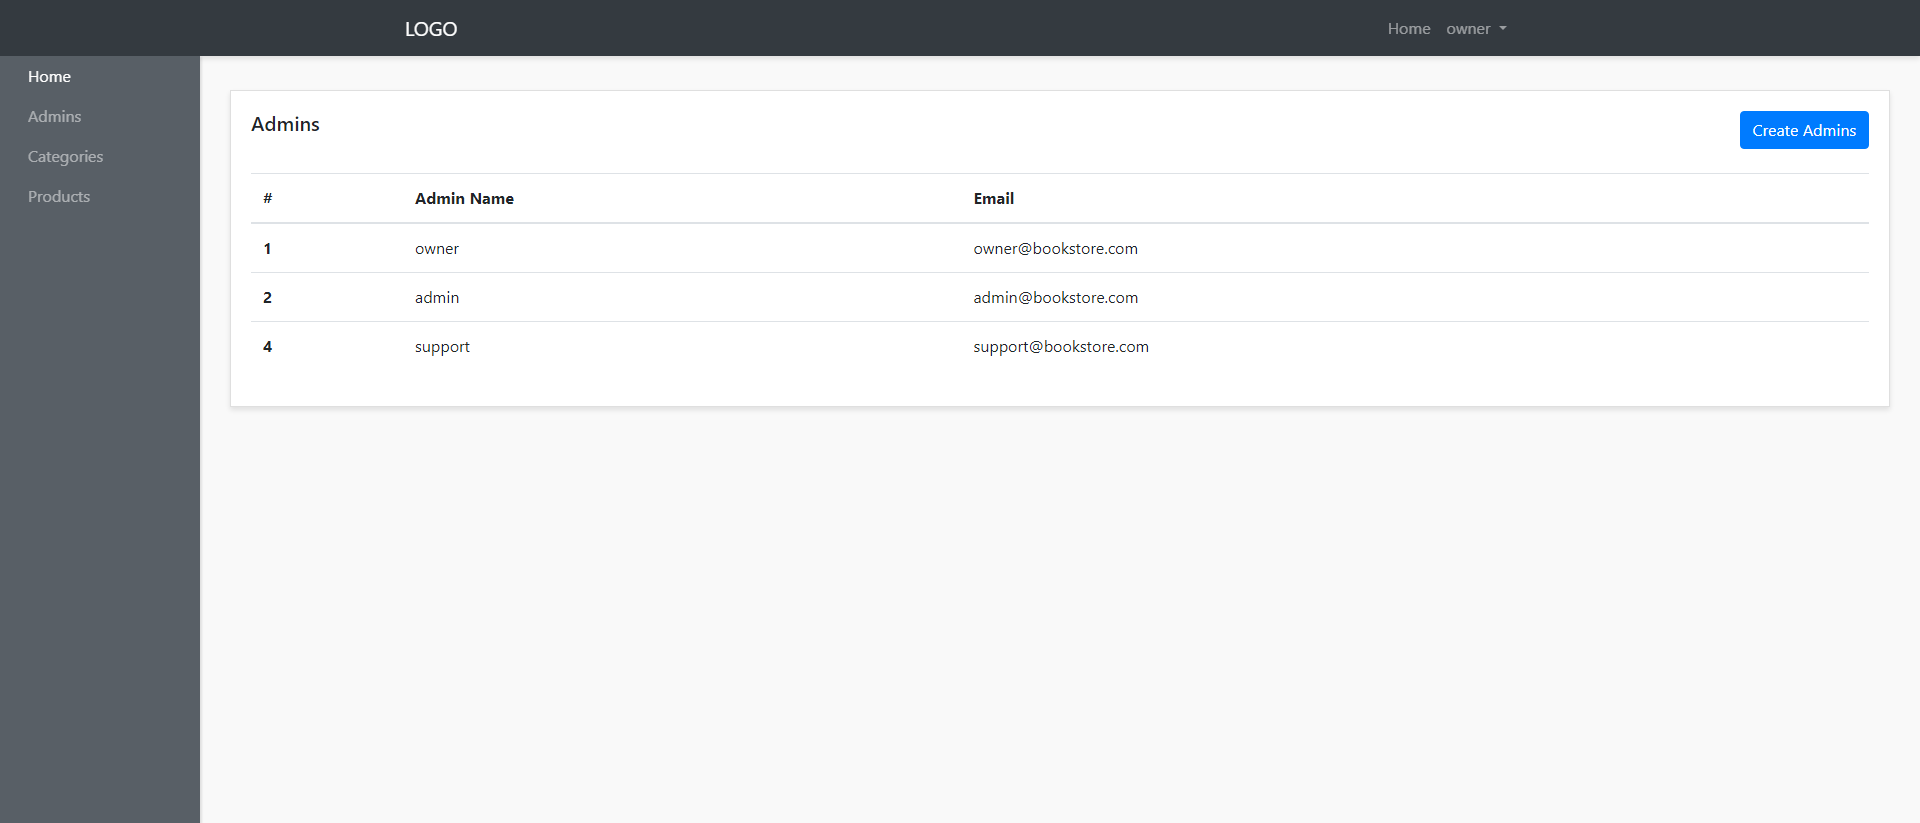 LOGO
Home owner
Home
Admins
Categories
Products
Admins
Create Admins
# Admin Name Email
1 owner owner@bookstore.com
2 admin admin@bookstore.com
4 support support@bookstore.com